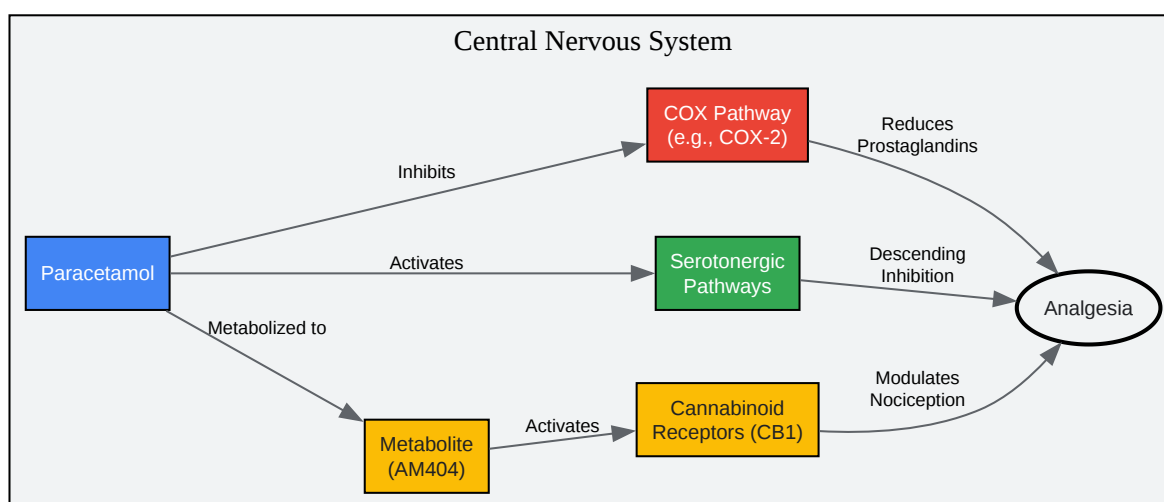 Central Nervous System
COX Pathway
(e.g., COX-2)
Reduces
Prostaglandins
Inhibits
Paracetamol
Activates
Serotonergic
Pathways
Descending
Inhibition
Analgesia
Metabolized to
Metabolite
(AM404)
Activates
Cannabinoid
Receptors (CB1)
Modulates
Nociception